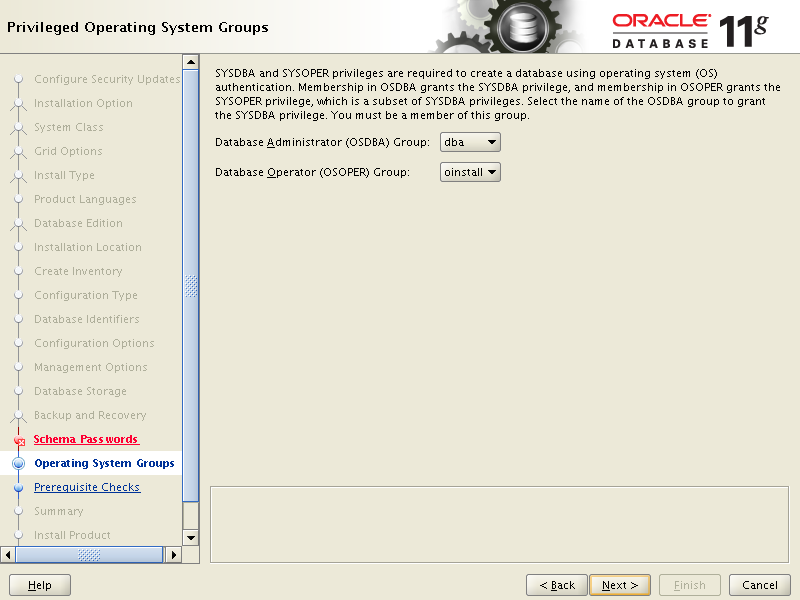 Privileged Operating System Groups
ORACLE
DATABASE 11g
Configure Security Updates
Installation Option
System Class
Grid Options
Install Type
Product Languages
Database Edition
Installation Location
Create Inventory
Configuration Type
Database Identifiers
Configuration Options
Management Options
Database Storage
Backup and Recovery
Schema Passwords
Operating System Groups
Prerequisite Checks
Summary
Install Product
SYSDBA and SYSOPER privileges are required to create a database using operating system (OS)
authentication. Membership in OSDBA grants the SYSDBA privilege, and membership in OSOPER grants the
SYSOPER privilege, which is a subset of SYSDBA privileges. Select the name of the OSDBA group to grant
the SYSDBA privilege. You must be a member of this group.
Database Administrator (OSDBA) Group: dba
Database Operator (OSOPER) Group: oinstall
Help < Back Next > Finish Cancel